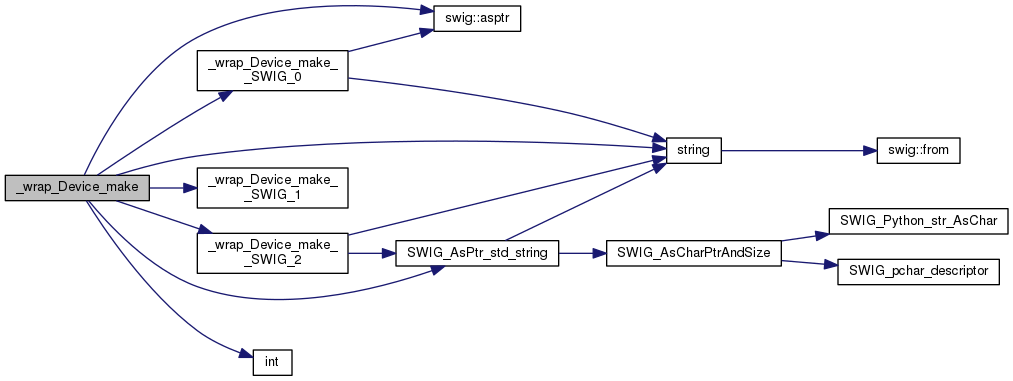 swig::asptr
_wrap_Device_make_
_SWIG_0
string
swig::from
_wrap_Device_make
_wrap_Device_make_
_SWIG_1
_wrap_Device_make_
_SWIG_2
SWIG_AsPtr_std_string
SWIG_AsCharPtrAndSize
SWIG_Python_str_AsChar
SWIG_pchar_descriptor
int